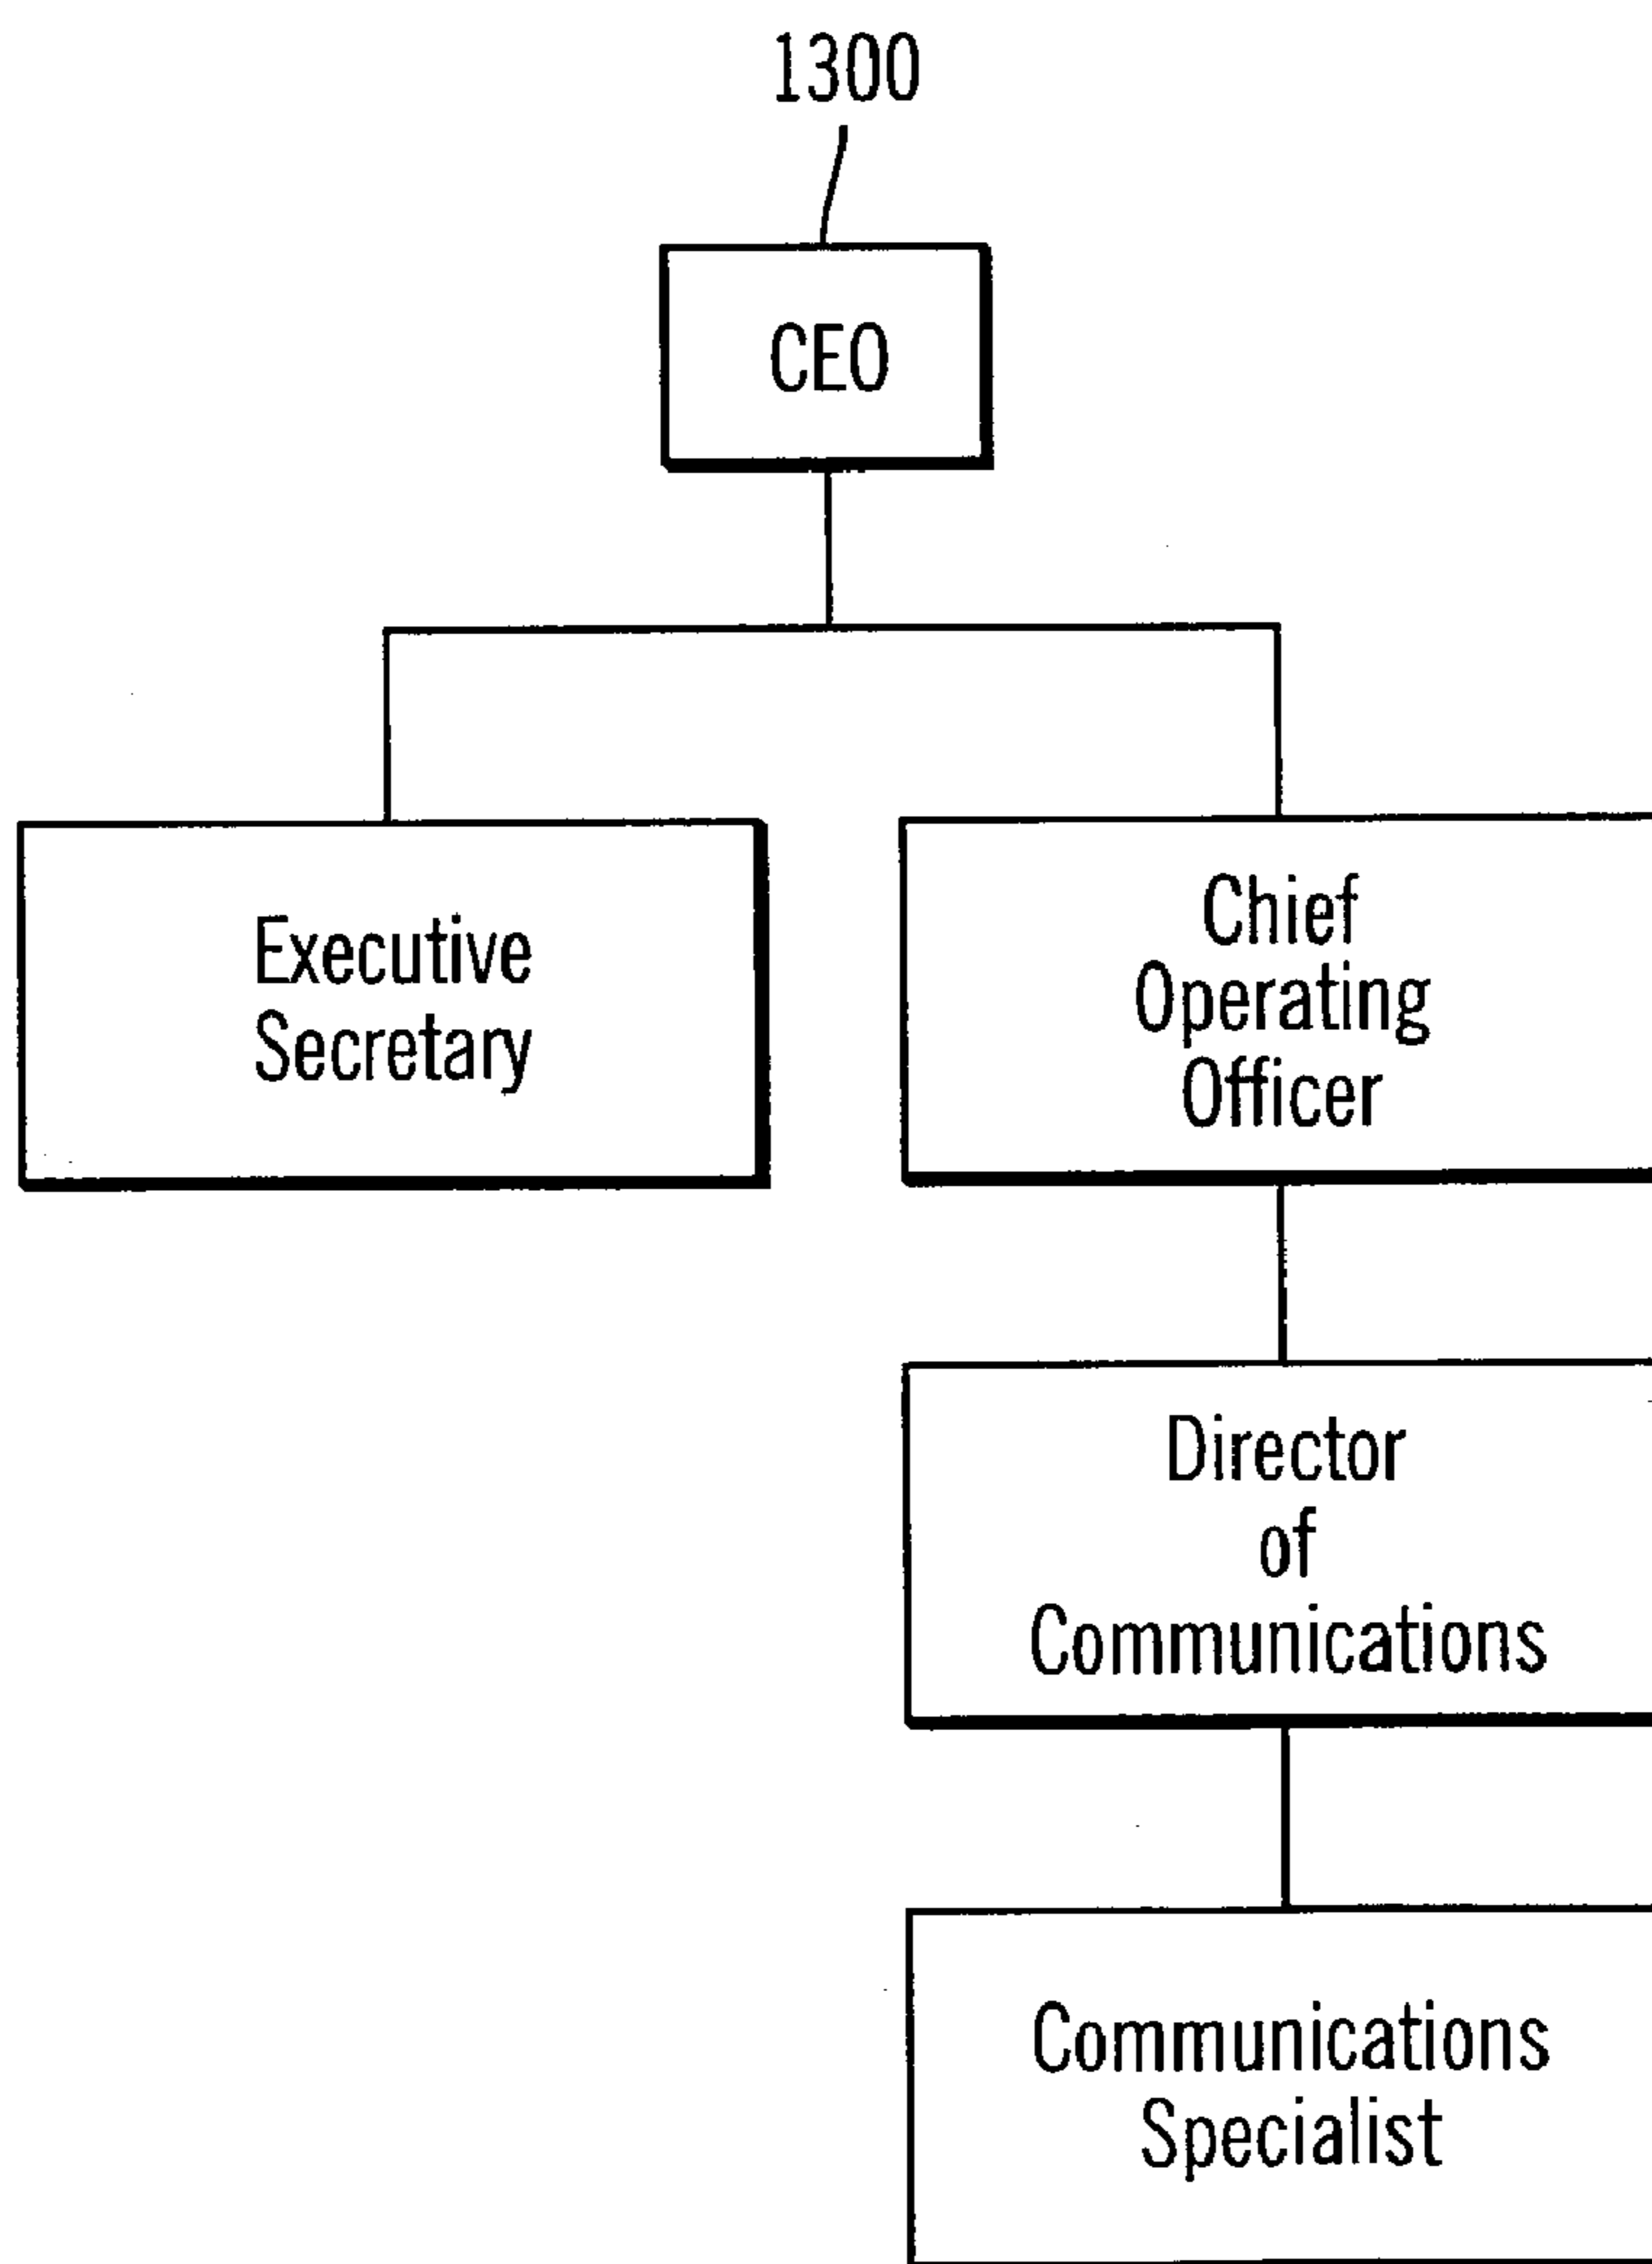 1300
CEO
Executive
Secretary
Chief
Operating
Officer
Director
of
Communications
Communications
Specialist